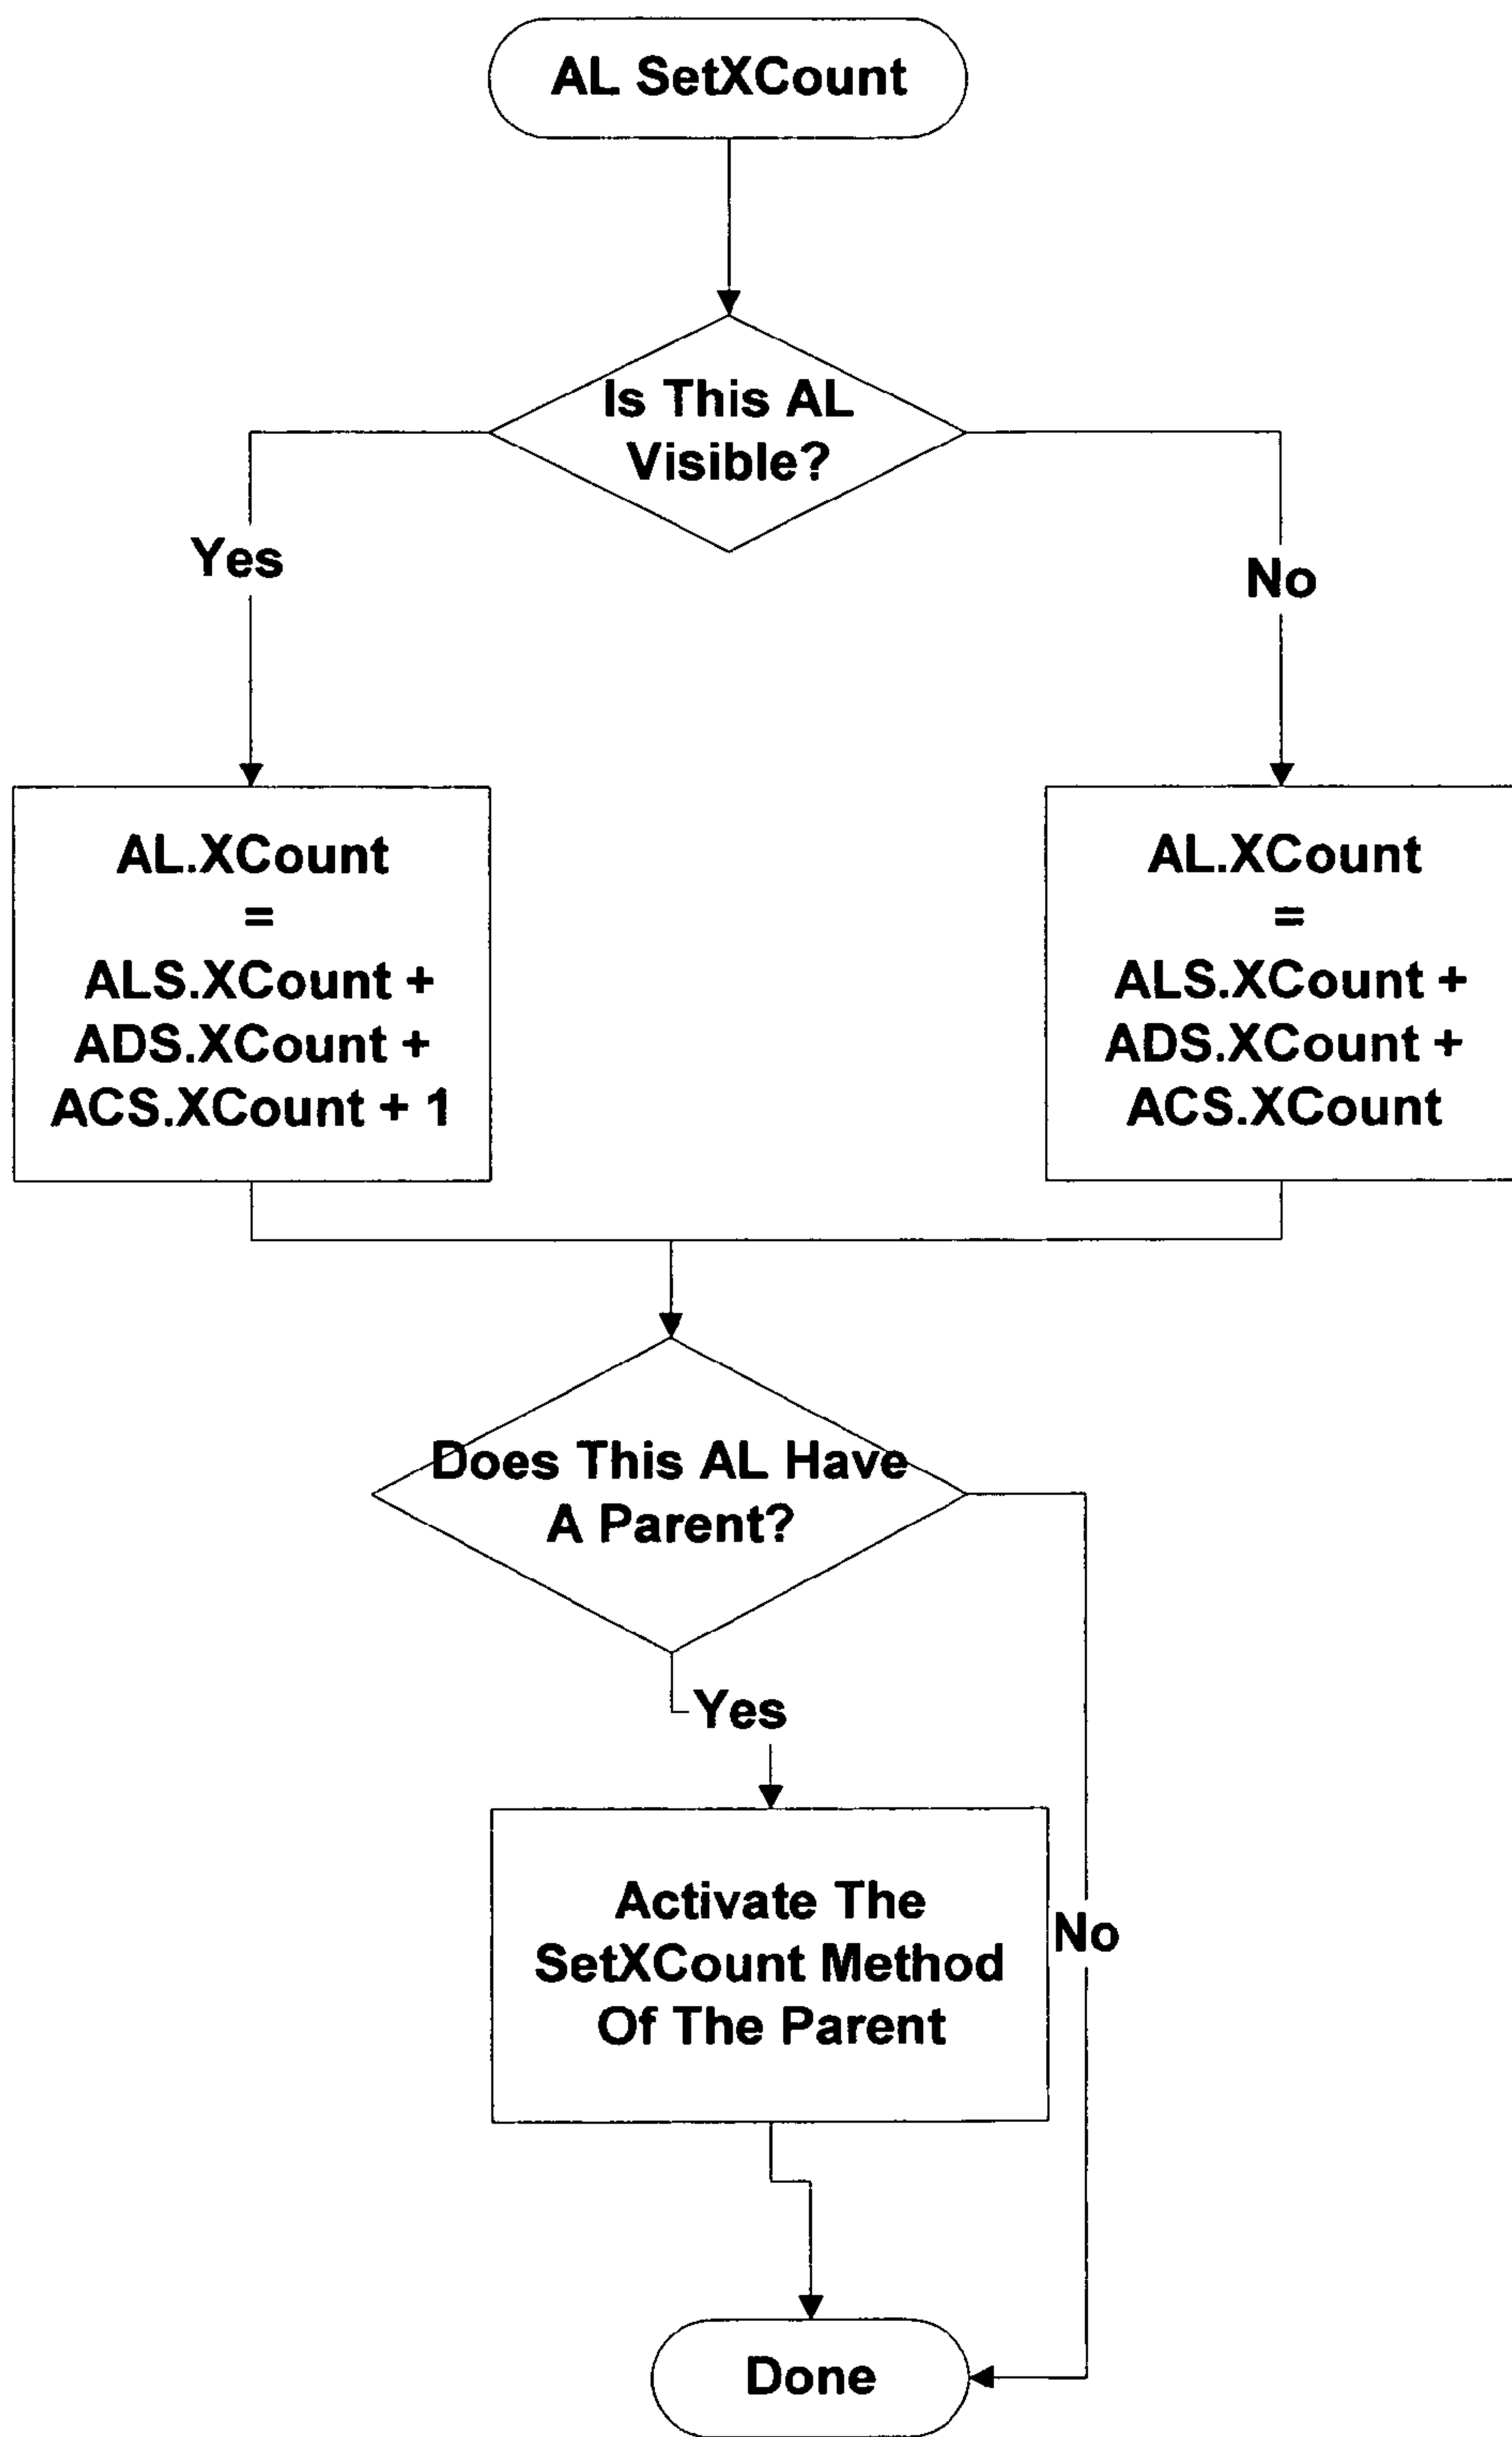 AL SetXCount
Is This AL
Visible?
Yes
No
AL.XCount
=
ALS.XCount +
ADS.XCount +
ACS.XCount + 1
AL.XCount
=
ALS.XCount +
ADS.XCount +
ACS.XCount
Does This AL Have
A Parent?
Yes
Activate The
SetXCount Method
Of The Parent
No
Done